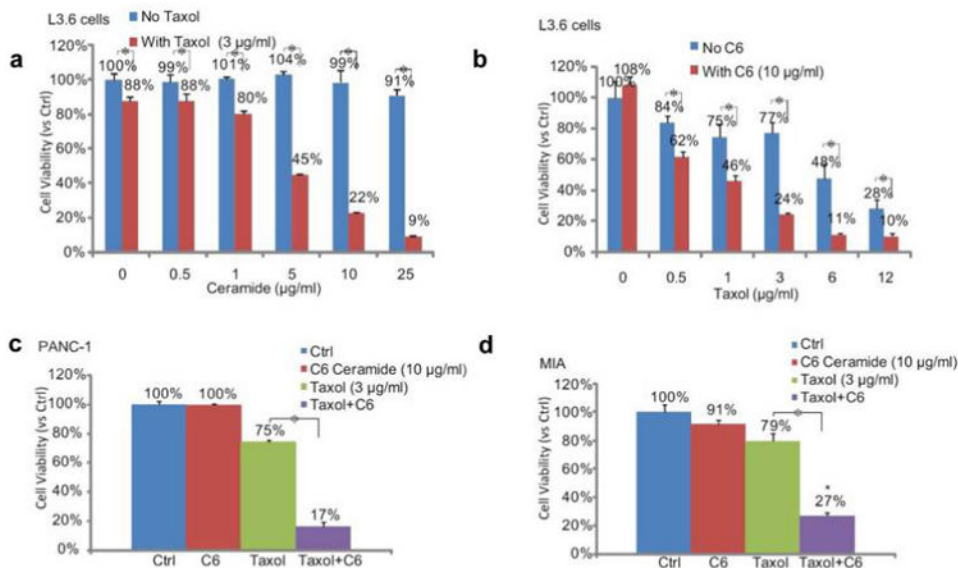 a
L3.6 cells
No Taxol
With Taxol (3 µg/ml)
Cell Viability (vs Ctrl)
120%
100%
80%
60%
40%
20%
0%
100% 99% 101% 104% 99% 91%
88% 88% 80% 45% 22% 9%
0 0.5 1 5 10 25
Ceramide (µg/ml)
b
L3.6 cells
No C6
With C6 (10 µg/ml)
Cell Viability (vs Ctrl)
120%
100%
80%
60%
40%
20%
0%
100% 84% 75% 77% 48% 28%
108% 62% 46% 24% 11% 10%
0 0.5 1 3 6 12
Taxol (µg/ml)
c
PANC-1
Ctrl
C6 Ceramide (10 µg/ml)
Taxol (3 µg/ml)
Taxol+C6
Cell Viability (vs Ctrl)
120%
100%
80%
60%
40%
20%
0%
100% 100% 75% 17%
Ctrl C6 Taxol Taxol+C6
d
MIA
Ctrl
C6 Ceramide (10 µg/ml)
Taxol (3 µg/ml)
Taxol+C6
Cell Viability (vs Ctrl)
120%
100%
80%
60%
40%
20%
0%
100% 91% 79% 27%
*
Ctrl C6 Taxol Taxol+C6